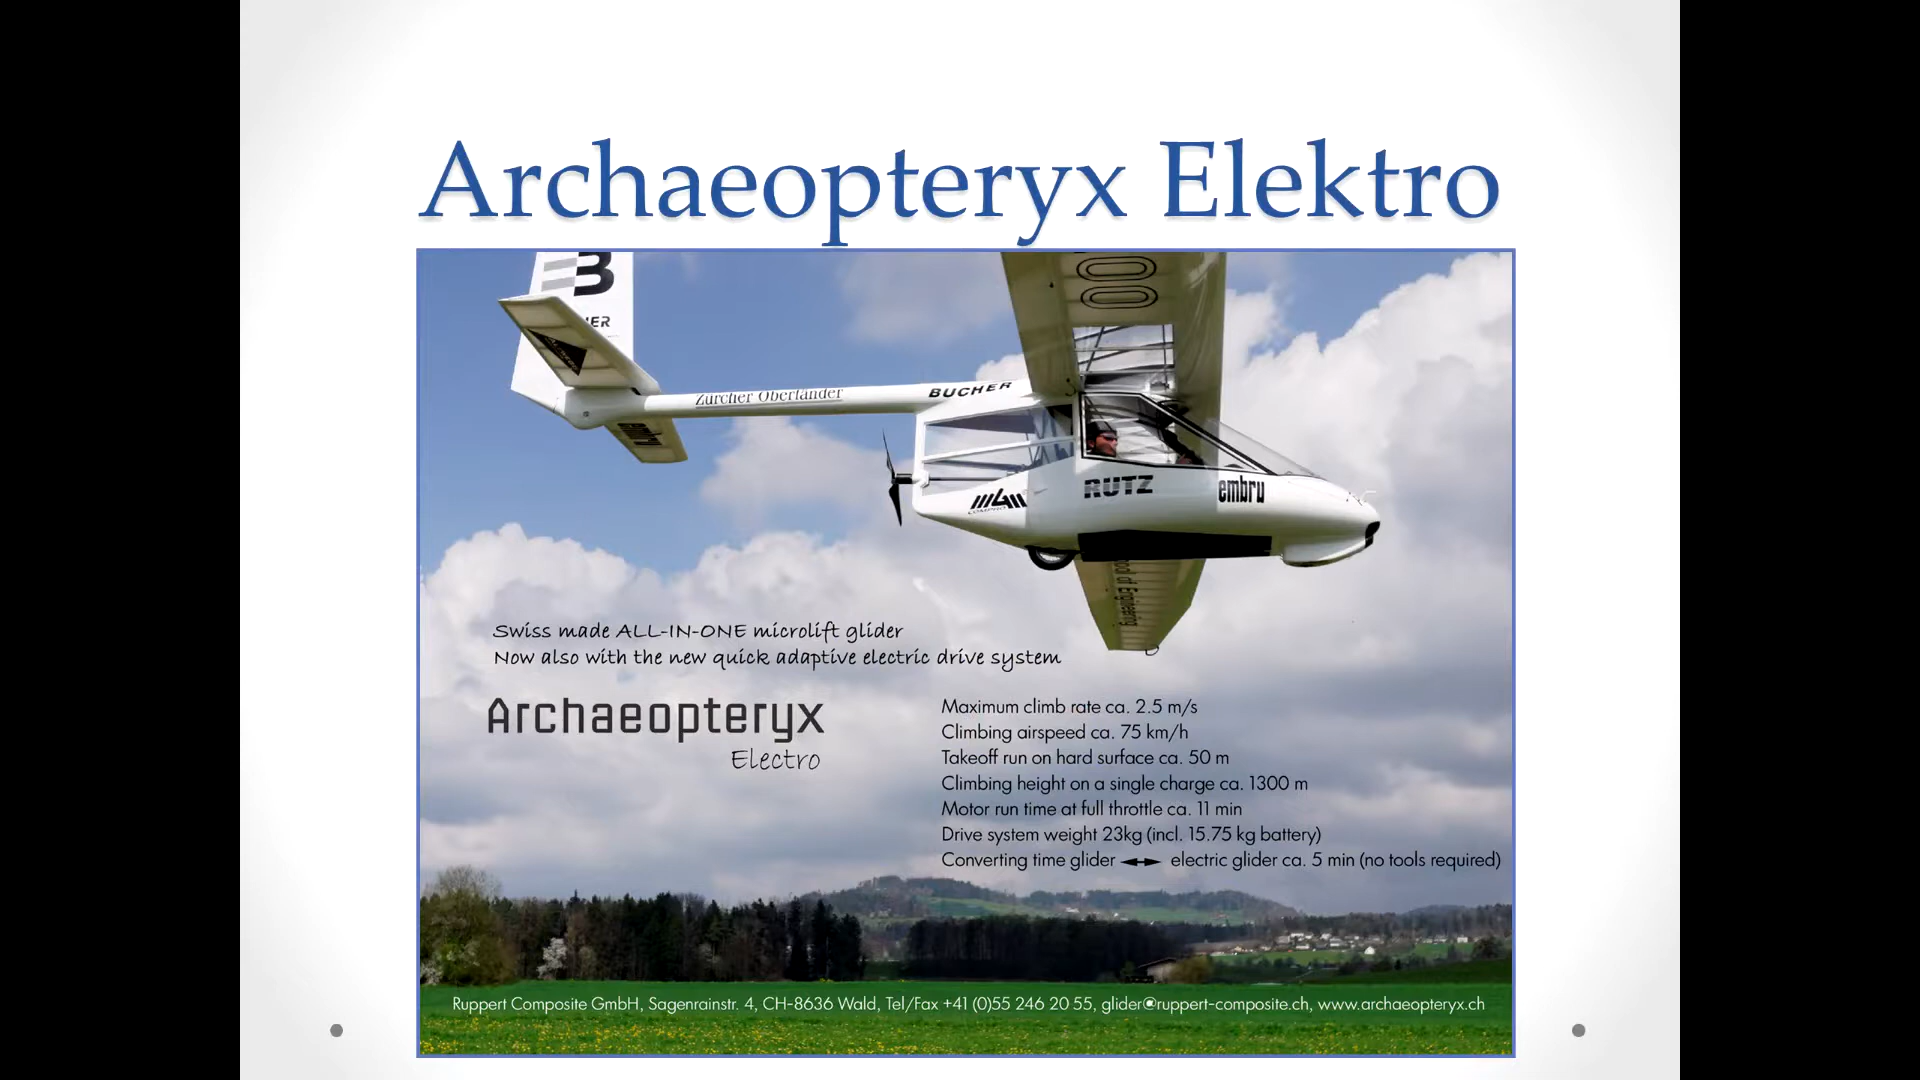 Archaeopteryx Elektro
B
Zürcher Oberländer
BUCHER
embru
COMPRO
RUTZ
embru
Swiss made ALL-IN-ONE microlift glider
Now also with the new quick adaptive electric drive system
Archaeopteryx
Electro
Maximum climb rate ca. 2.5 m/s
Climbing airspeed ca. 75 km/h
Takeoff run on hard surface ca. 50 m
Climbing height on a single charge ca. 1300 m
Motor run time at full throttle ca. 11 min
Drive system weight 23kg (incl. 15.75 kg battery)
Converting time glider ◄─► electric glider ca. 5 min (no tools required)
Ruppert Composite GmbH, Sagenrainstr. 4, CH-8636 Wald, Tel/Fax +41 (0)55 246 20 55, glider@ruppert-composite.ch, www.archaeopteryx.ch